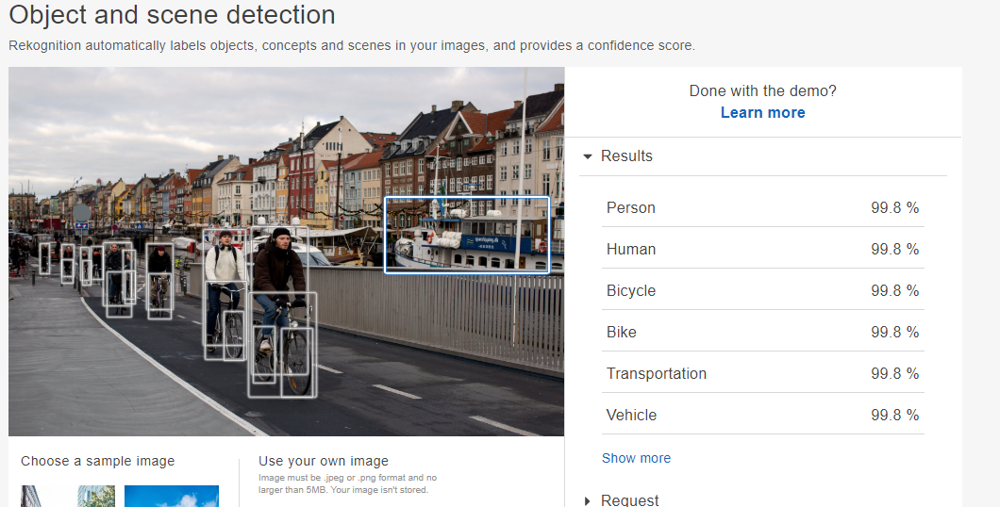 Object and scene detection
Rekognition automatically labels objects, concepts and scenes in your images, and provides a confidence score.
Done with the demo?
Learn more
Results
Person 99.8 %
Human 99.8 %
Bicycle 99.8 %
Bike 99.8 %
Transportation 99.8 %
Vehicle 99.8 %
Show more
Request
Choose a sample image
Use your own image
Image must be .jpeg or .png format and no
larger than 5MB. Your image isn't stored.